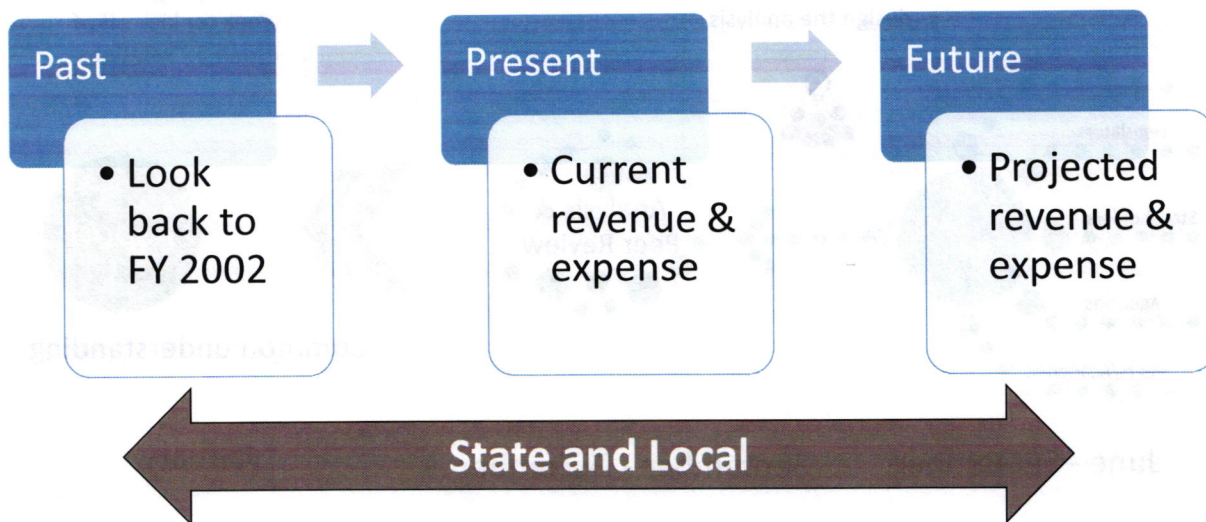 Past
Present
Future
• Look
back to
FY 2002
• Current
revenue &
expense
• Projected
revenue &
expense
State and Local